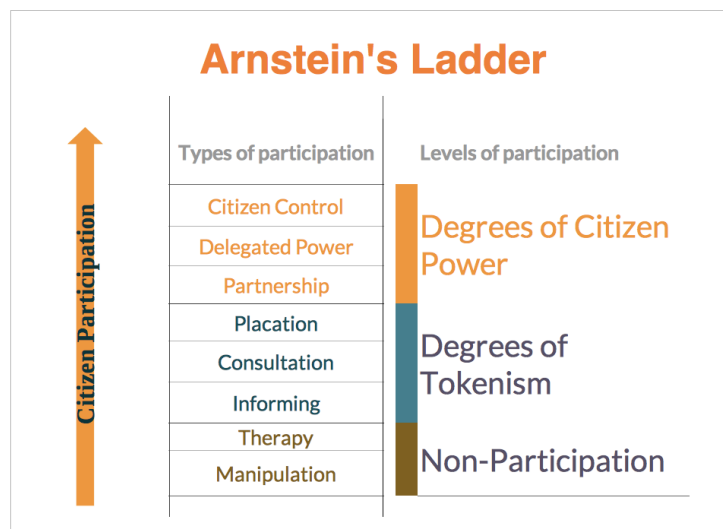 Arnstein's Ladder
Citizen Participation
Types of participation
Levels of participation
Citizen Control
Delegated Power
Partnership
Placation
Consultation
Informing
Therapy
Manipulation
Degrees of Citizen
Power
Degrees of
Tokenism
Non-Participation